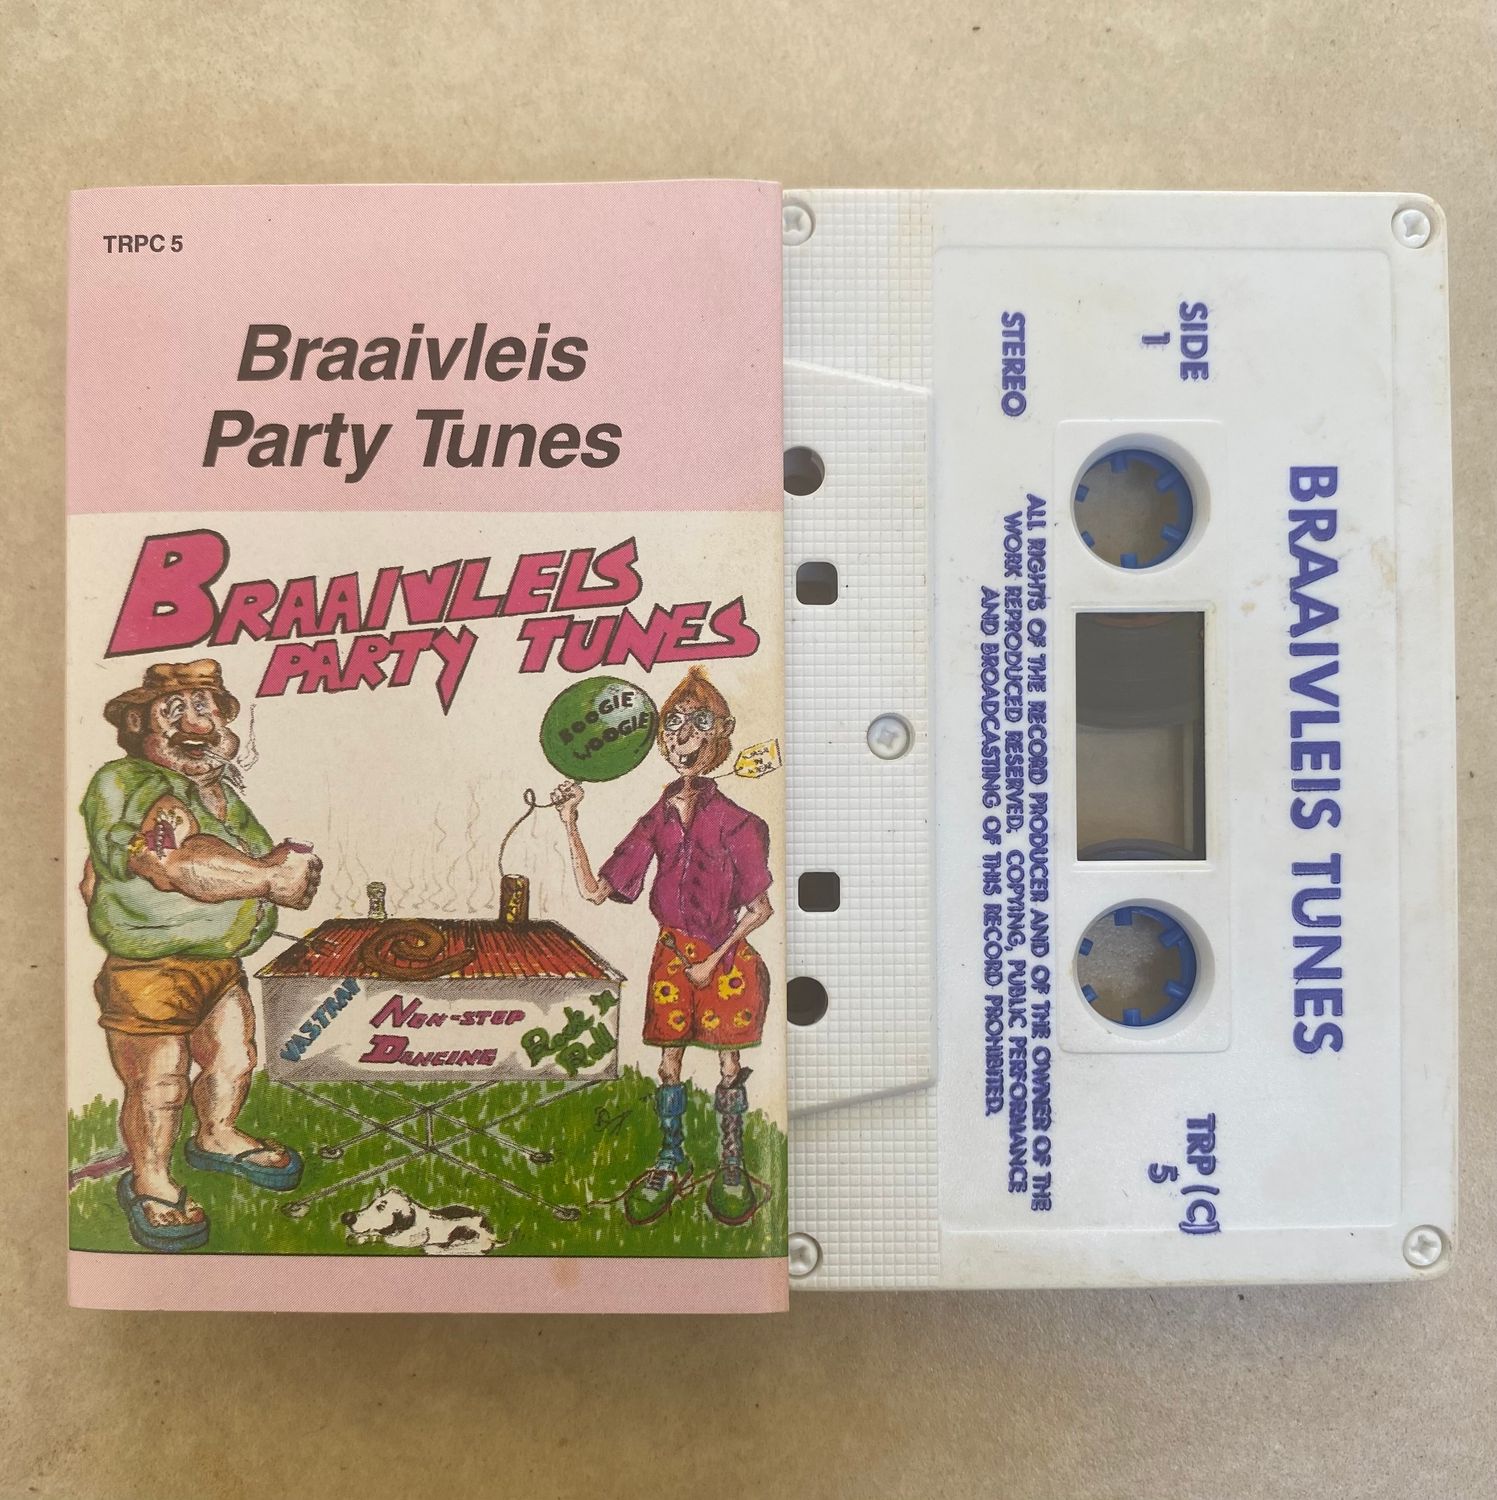 TRPC 5
Braaivleis
Party Tunes
BRAAIVLEIS
PARTY TUNES
BOOGIE
WOOGIE
VASTRAP
NON-STOP
DANCING
Rock 'n
Roll
BRAAIVLEIS TUNES
SIDE
1
STEREO
TRP (C)
5
ALL RIGHTS OF THE RECORD PRODUCER AND OF THE OWNER OF THE
WORK REPRODUCED RESERVED. COPYING, PUBLIC PERFORMANCE
AND BROADCASTING OF THIS RECORD PROHIBITED.